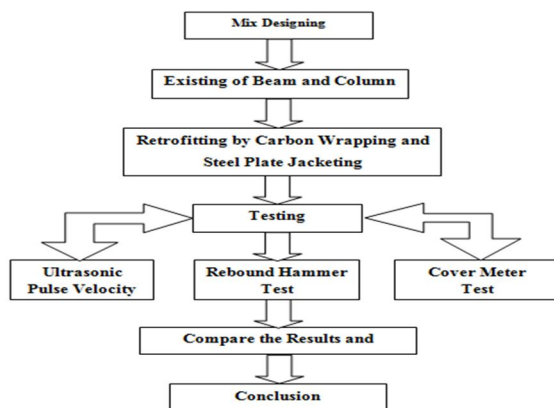 Mix Designing
Existing of Beam and Column
Retrofitting by Carbon Wrapping and
Steel Plate Jacketing
Testing
Ultrasonic
Pulse Velocity
Rebound Hammer
Test
Cover Meter
Test
Compare the Results and
Conclusion